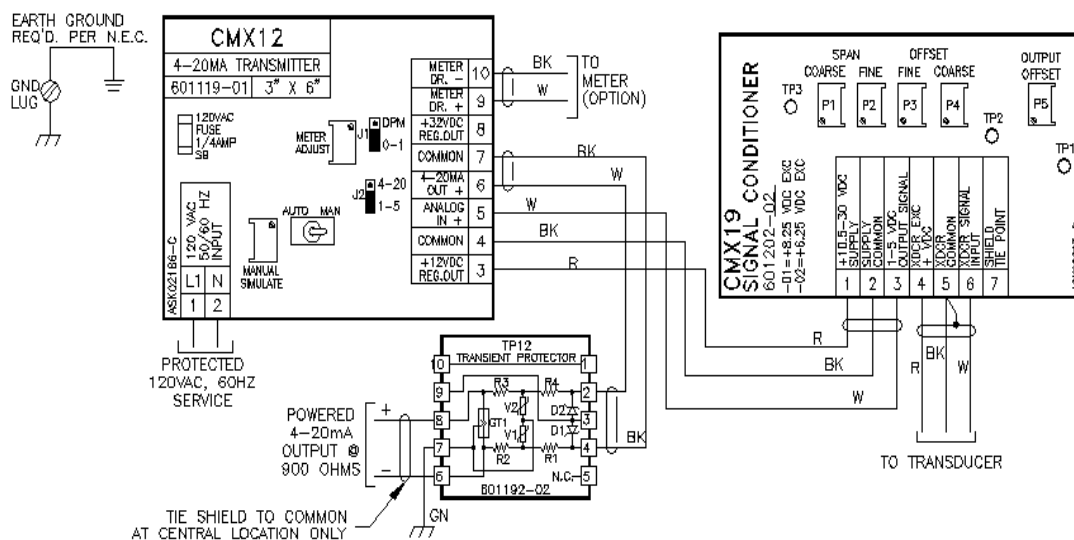 EARTH GROUND
REQ'D. PER N.E.C.
GND
LUG
CMX12
4-20MA TRANSMITTER
601119-01 3" X 6"
120VAC
FUSE
1/4AMP
SB
METER
ADJUST
J1
DPM
0-1
J2
4-20
1-5
AUTO MAN
MANUAL
SIMULATE
120 VAC
50/60 HZ
INPUT
L1 N
1 2
METER
DR. - 10
METER
DR. + 9
+32VDC
REG.OUT 8
COMMON 7
4-20MA
OUT + 6
ANALOG
IN + 5
COMMON 4
+12VDC
REG.OUT 3
BK
W
TO
METER
(OPTION)
BK
W
W
BK
R
PROTECTED
120VAC, 60HZ
SERVICE
CMX19
SIGNAL CONDITIONER
601202-02
-01=+8.25 VDC EXC
-02=+6.25 VDC EXC
SPAN OFFSET
COARSE FINE FINE COARSE
OUTPUT
OFFSET
TP3
P1 P2 P3 P4 P5
TP2
TP1
+10.5-30 VDC
SUPPLY
SUPPLY
COMMON
1-5 VDC
OUTPUT SIGNAL
XDCR EXC
+ VDC
XDCR
COMMON
XDCR SIGNAL
INPUT
SHIELD
TIE POINT
1 2 3 4 5 6 7
R
BK
W
R
BK
W
TO TRANSDUCER
TP12
TRANSIENT PROTECTOR
10 1
9 2
8 3
7 4
6 5
R3 R4
V2 D2
GT1
V1 D1
R2 R1
N.C.
601192-02
BK
POWERED
4-20mA
OUTPUT @
900 OHMS
+
-
GN
TIE SHIELD TO COMMON
AT CENTRAL LOCATION ONLY